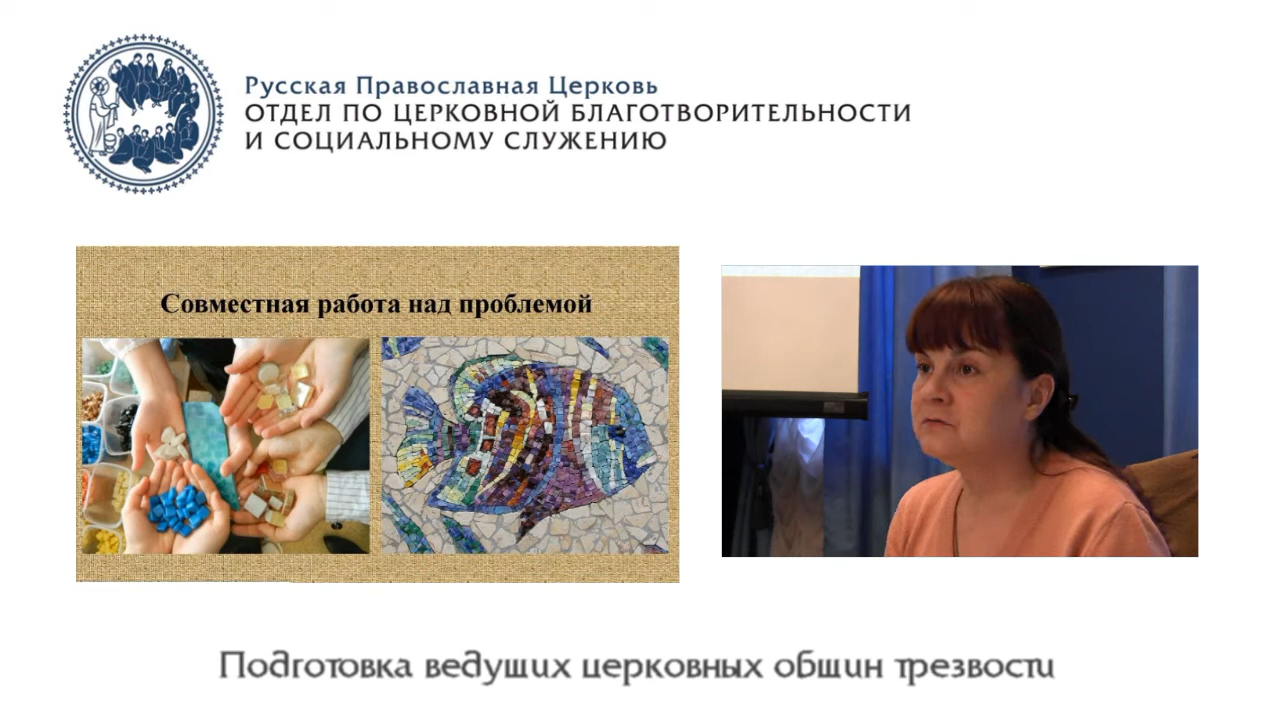 Русская Православная Церковь
ОТДЕЛ ПО ЦЕРКОВНОЙ БЛАГОТВОРИТЕЛЬНОСТИ
И СОЦИАЛЬНОМУ СЛУЖЕНИЮ
Совместная работа над проблемой
Подготовка ведущих церковных общин трезвости